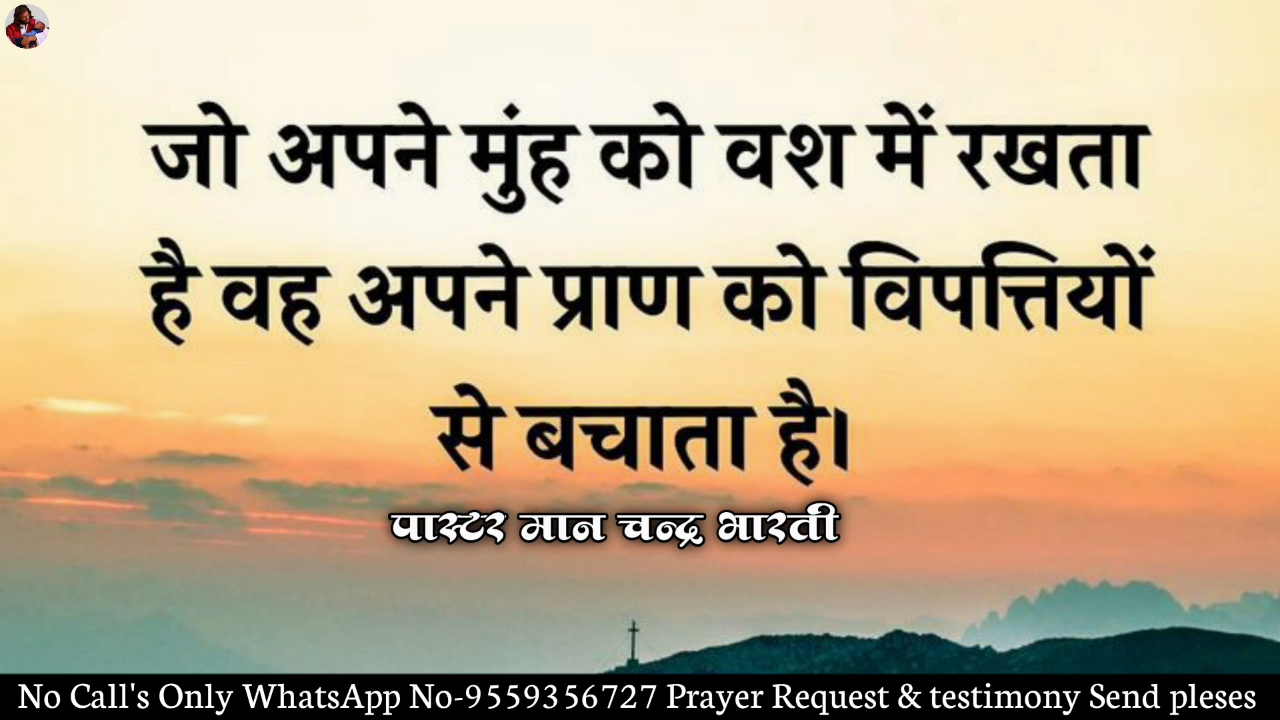 जो अपने मुंह को वश में रखता
है वह अपने प्राण को विपत्तियों
से बचाता है।
पास्टर मान चन्द्र भारती
No Call's Only WhatsApp No-9559356727 Prayer Request & testimony Send pleses